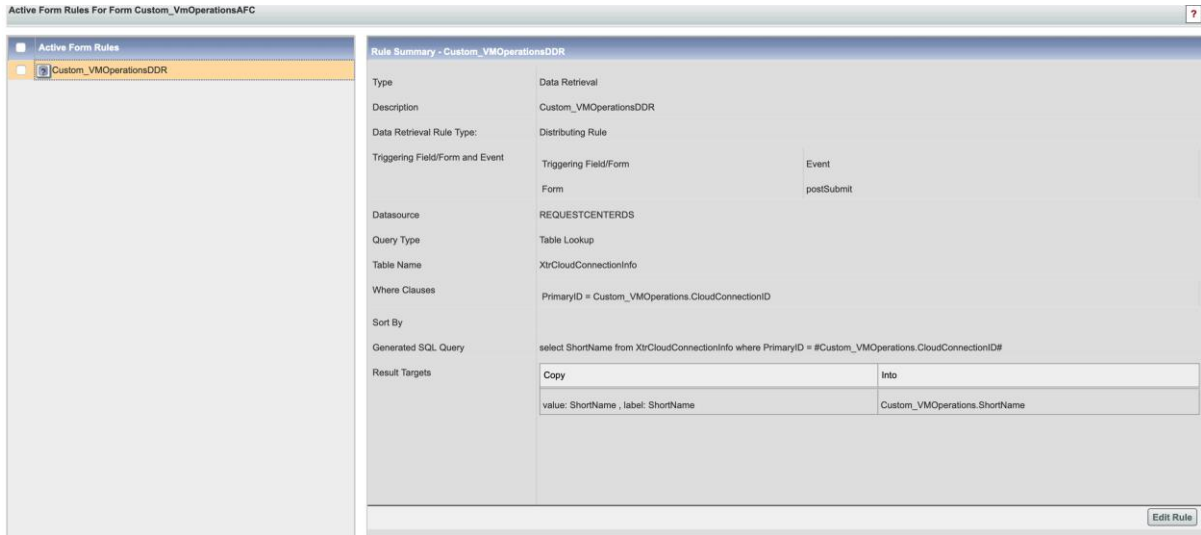 Active Form Rules For Form Custom_VmOperationsAFC
?
Active Form Rules
Custom_VMOperationsDDR
Rule Summary - Custom_VMOperationsDDR
Type Data Retrieval
Description Custom_VMOperationsDDR
Data Retrieval Rule Type: Distributing Rule
Triggering Field/Form and Event
Triggering Field/Form Event
Form postSubmit
Datasource REQUESTCENTERDS
Query Type Table Lookup
Table Name XtrCloudConnectionInfo
Where Clauses
PrimaryID = Custom_VMOperations.CloudConnectionID
Sort By
Generated SQL Query select ShortName from XtrCloudConnectionInfo where PrimaryID = #Custom_VMOperations.CloudConnectionID#
Result Targets
Copy Into
value: ShortName , label: ShortName Custom_VMOperations.ShortName
Edit Rule